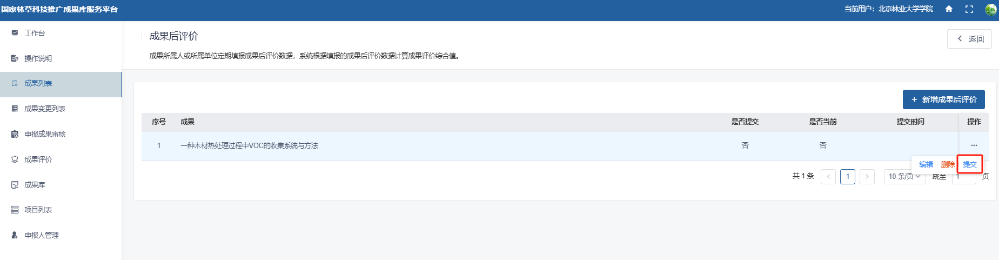 国家林草科技推广成果库服务平台
当前用户：北京林业大学学院
工作台
操作说明
成果列表
成果变更列表
申报成果审核
成果评价
成果库
项目列表
申报人管理
成果后评价
返回
成果所属人或所属单位定期填报成果后评价数据，系统根据填报的成果后评价数据计算成果评价综合值。
+ 新增成果后评价
序号 成果 是否提交 是否当前 提交时间 操作
1 一种木材热处理过程中VOC的收集系统与方法 否 否 ...
编辑 删除 提交
共 1 条 < 1 > 10 条/页 跳至 1 页